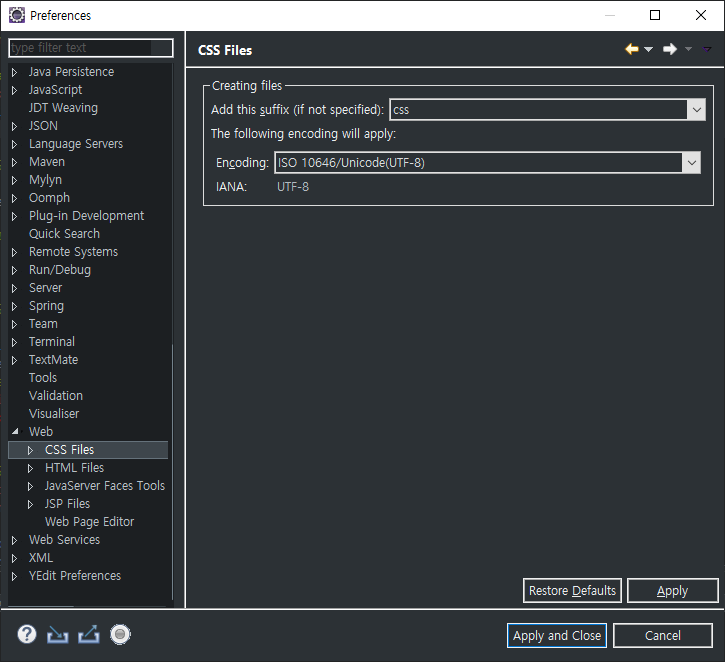 Preferences
type filter text
Java Persistence
JavaScript
JDT Weaving
JSON
Language Servers
Maven
Mylyn
Oomph
Plug-in Development
Quick Search
Remote Systems
Run/Debug
Server
Spring
Team
Terminal
TextMate
Tools
Validation
Visualiser
Web
CSS Files
HTML Files
JavaServer Faces Tools
JSP Files
Web Page Editor
Web Services
XML
YEdit Preferences
CSS Files
Creating files
Add this suffix (if not specified): css
The following encoding will apply:
Encoding: ISO 10646/Unicode(UTF-8)
IANA: UTF-8
Restore Defaults Apply
? Apply and Close Cancel